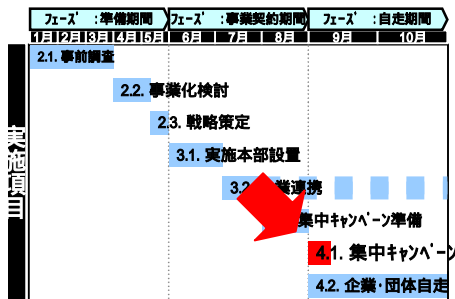 フェーズ：準備期間
フェーズ：事業契約期間
フェーズ：自走期間
1月 2月 3月 4月 5月 6月 7月 8月 9月 10月
実施項目
2.1. 事前調査
2.2. 事業化検討
2.3. 戦略策定
3.1. 実施本部設置
3.2 業連携
集中キャンペーン準備
4.1. 集中キャンペーン
4.2. 企業・団体自走